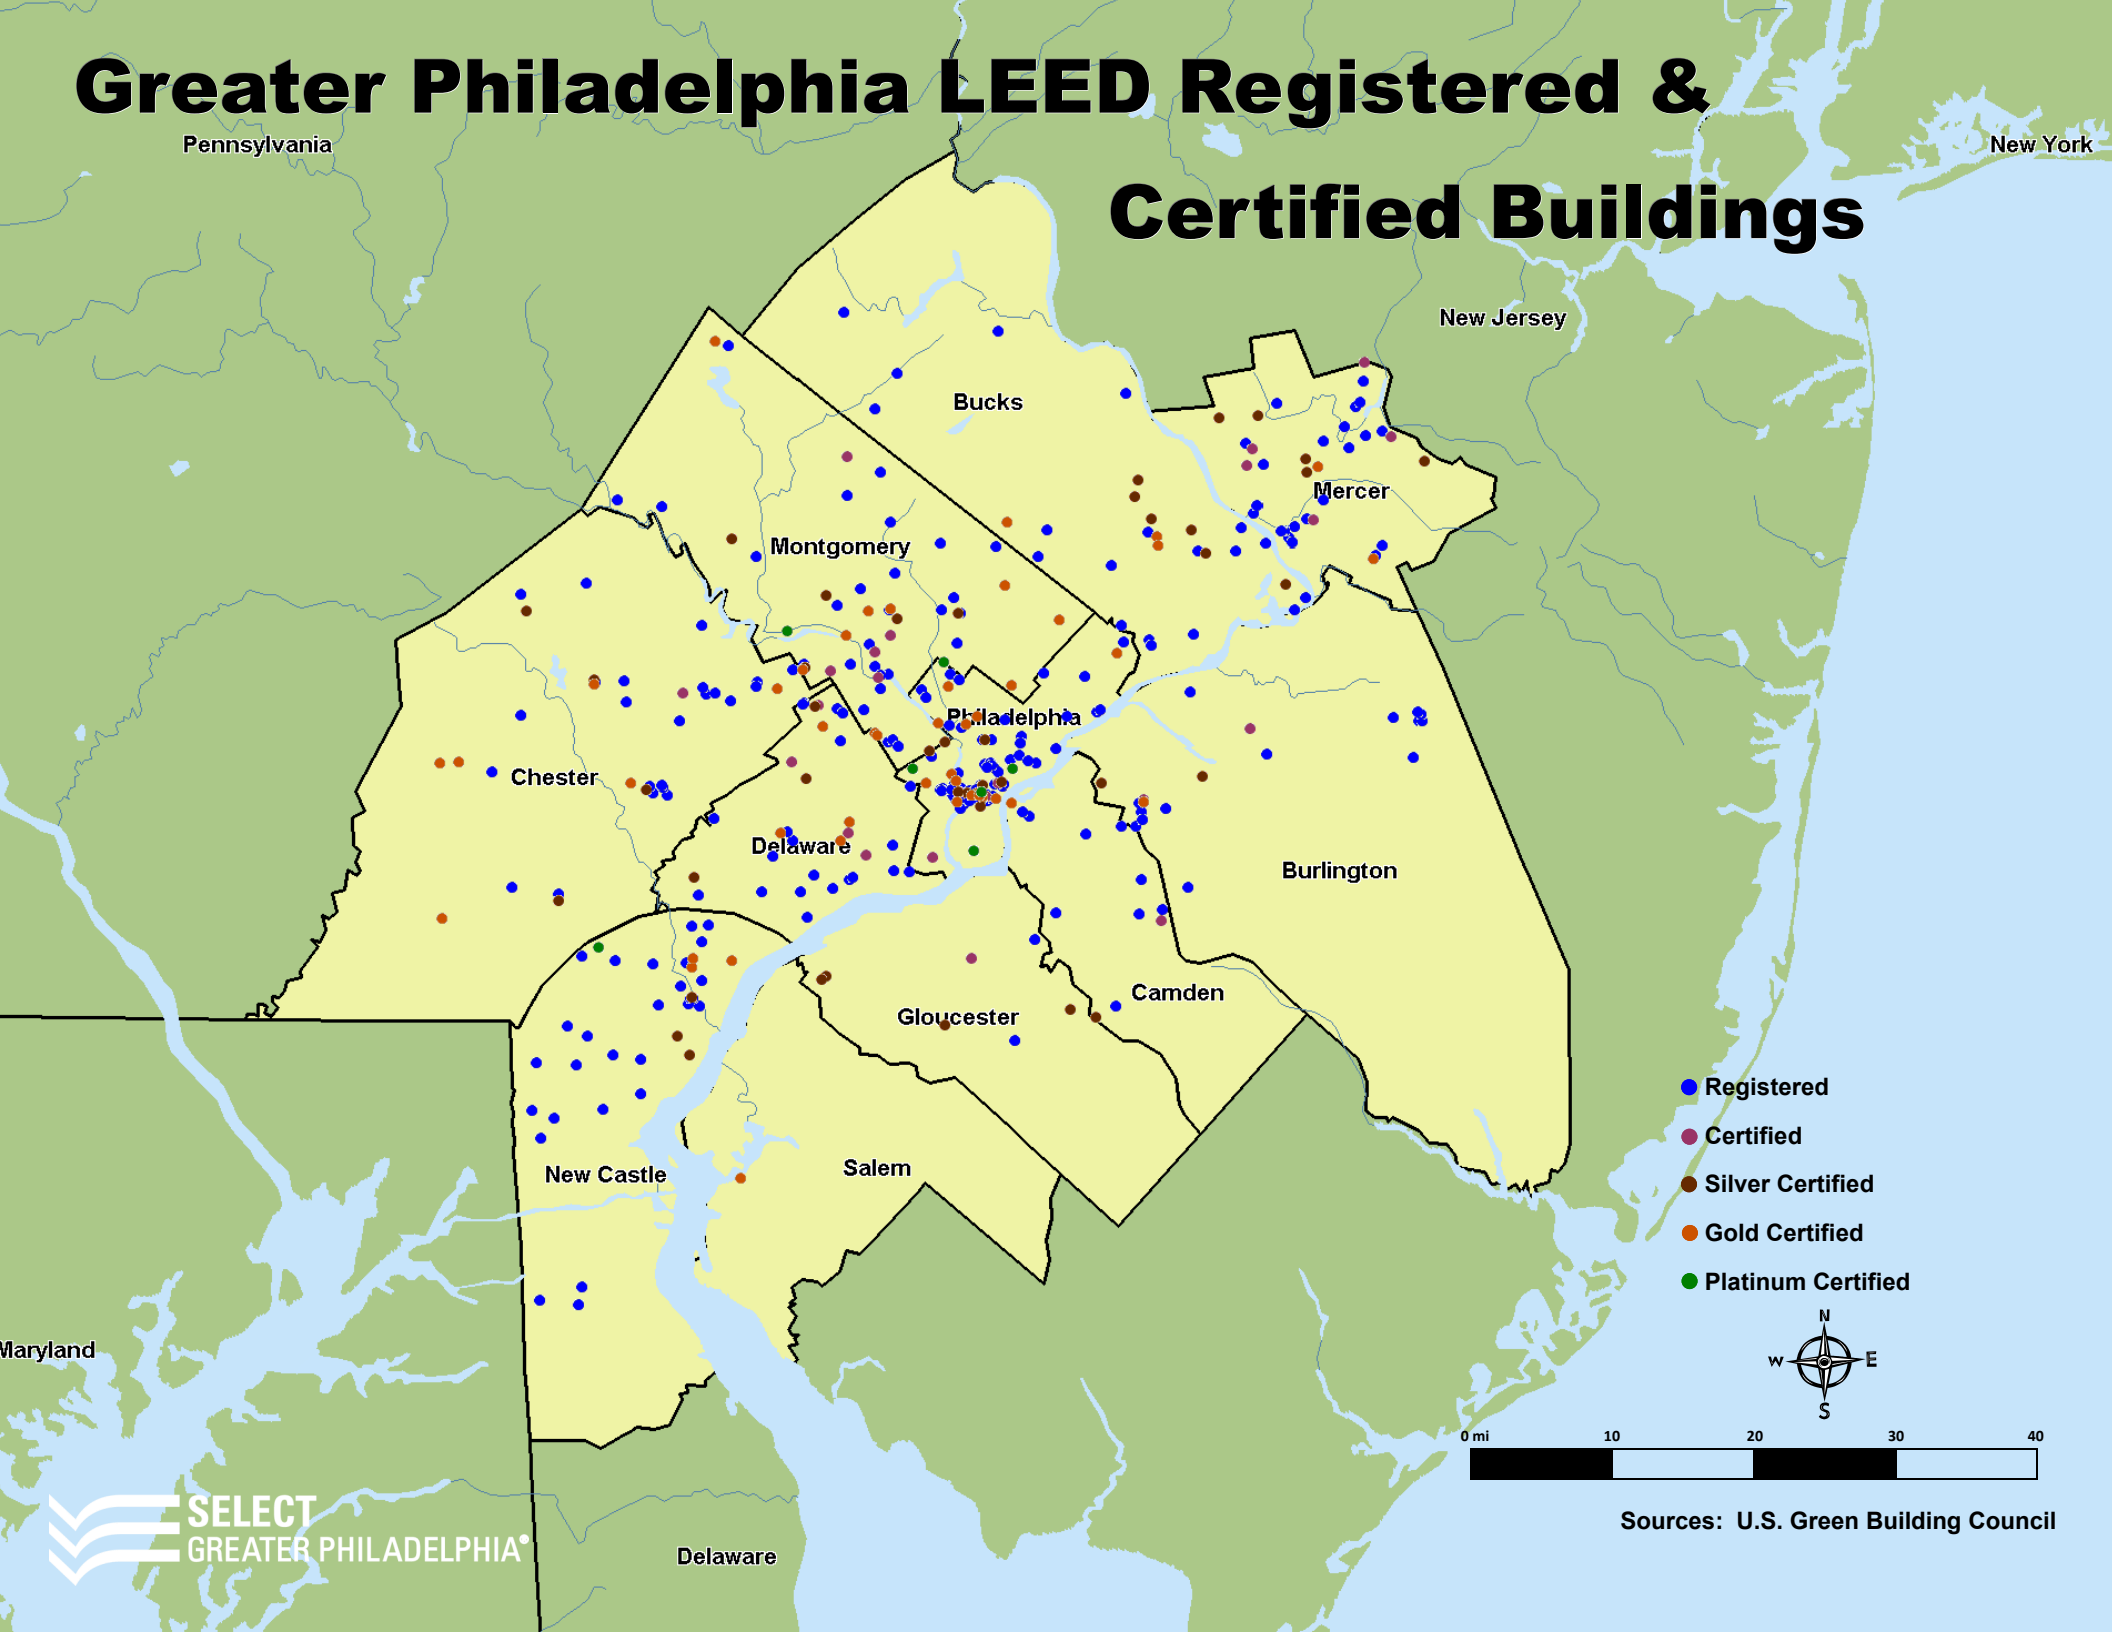 Greater Philadelphia LEED Registered &
Certified Buildings
Pennsylvania
New York
New Jersey
Bucks
Mercer
Montgomery
Philadelphia
Chester
Delaware
Burlington
Camden
Gloucester
New Castle
Salem
Maryland
Delaware
Registered
Certified
Silver Certified
Gold Certified
Platinum Certified
N
W E
S
0 mi 10 20 30 40
Sources: U.S. Green Building Council
SELECT
GREATER PHILADELPHIA